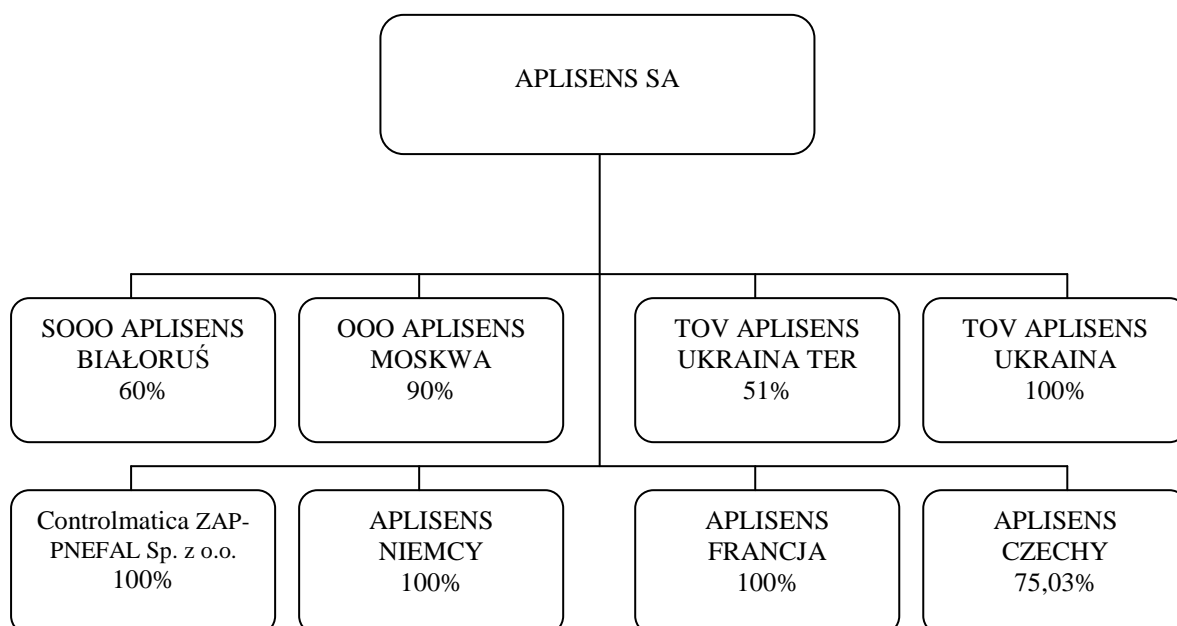 APLISENS SA
SOOO APLISENS
BIAŁORUŚ
60%
OOO APLISENS
MOSKWA
90%
TOV APLISENS
UKRAINA TER
51%
TOV APLISENS
UKRAINA
100%
Controlmatica ZAP-
PNEFAL Sp. z o.o.
100%
APLISENS
NIEMCY
100%
APLISENS
FRANCJA
100%
APLISENS
CZECHY
75,03%